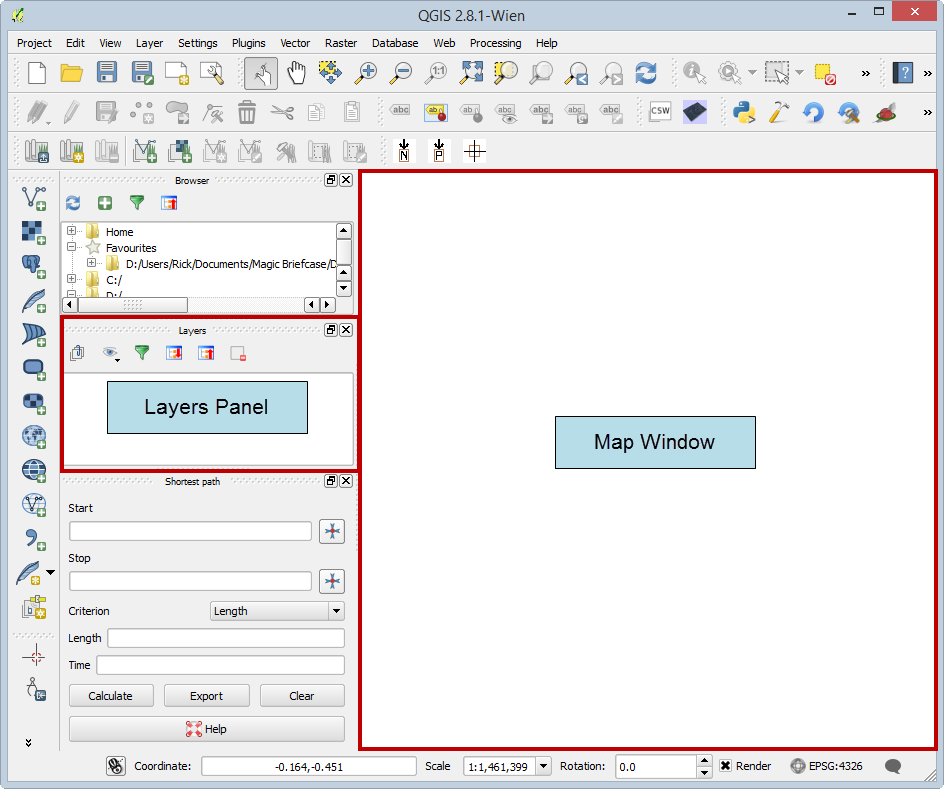 QGIS 2.8.1-Wien
Project Edit View Layer Settings Plugins Vector Raster Database Web Processing Help
1:1
abc ab abc abc abc abc CSW
N P
Browser
Home
Favourites
D:/Users/Rick/Documents/Magic Briefcase/D
C:/
D:/
Layers
Layers Panel
Map Window
Shortest path
Start
Stop
Criterion Length
Length
Time
Calculate Export Clear
Help
Coordinate: -0.164,-0.451 Scale 1:1,461,399 Rotation: 0.0 Render EPSG:4326